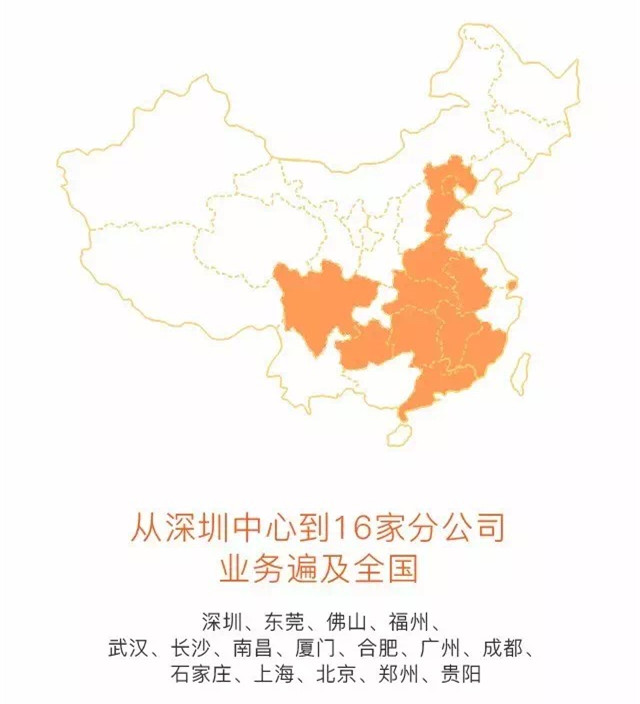 从深圳中心到16家分公司
业务遍及全国
深圳、东莞、佛山、福州、
武汉、长沙、南昌、厦门、合肥、广州、成都、
石家庄、上海、北京、郑州、贵阳